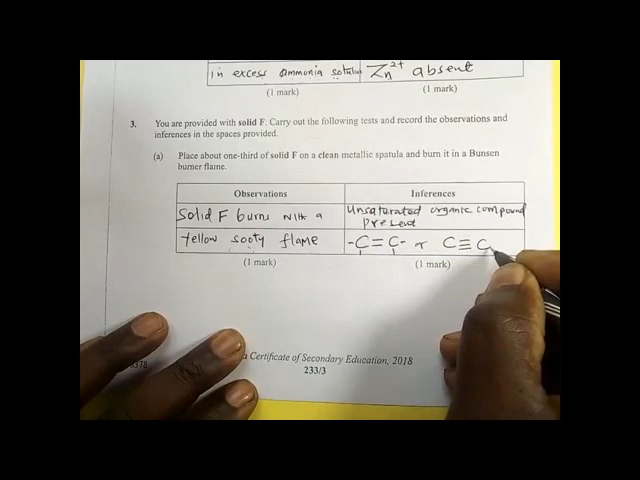 in excess ammonia solution Zn²⁺ absent
(1 mark) (1 mark)
3. You are provided with solid F. Carry out the following tests and record the observations and
inferences in the spaces provided.
(a) Place about one-third of solid F on a clean metallic spatula and burn it in a Bunsen
burner flame.
Observations Inferences
Solid F burns with a Unsaturated organic compound
present
Yellow sooty flame -C=C- or C≡C
(1 mark) (1 mark)
a Certificate of Secondary Education, 2018
233/3